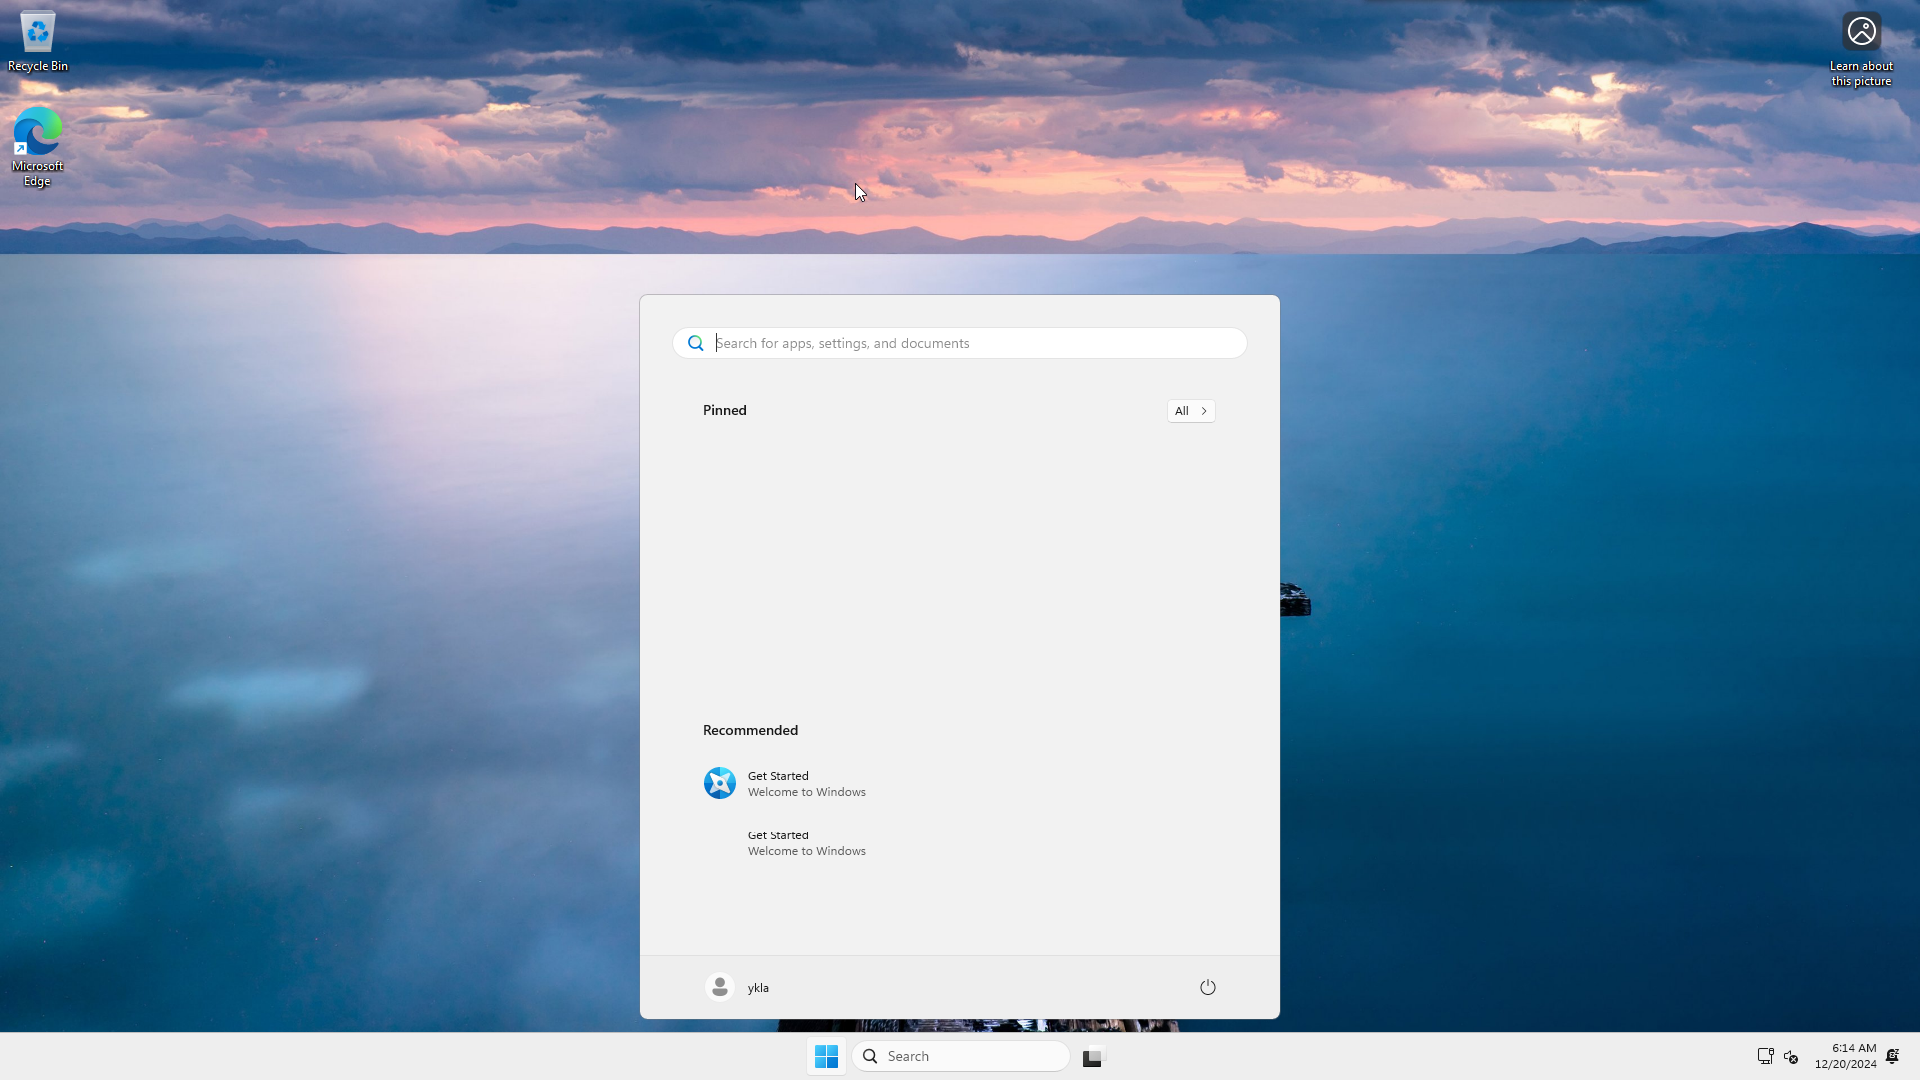 Recycle Bin
Microsoft
Edge
Learn about
this picture
Search for apps, settings, and documents
Pinned
All
Recommended
Get Started
Welcome to Windows
Get Started
Welcome to Windows
ykla
Search
6:14 AM
12/20/2024